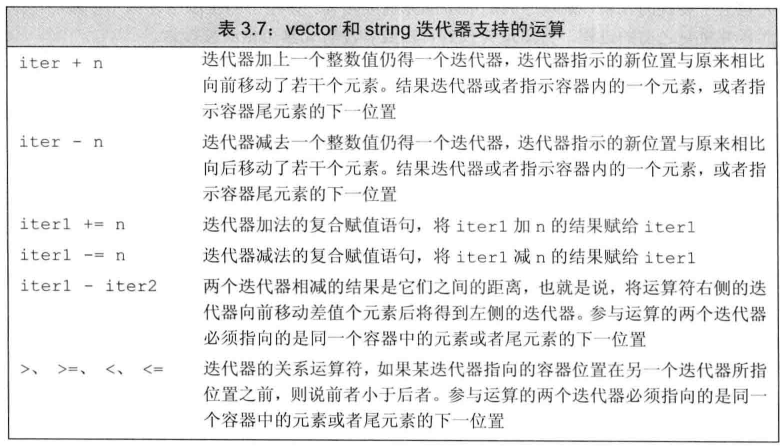 表 3.7：vector 和 string 迭代器支持的运算
iter + n 迭代器加上一个整数值仍得一个迭代器，迭代器指示的新位置与原来相比
向前移动了若干个元素。结果迭代器或者指示容器内的一个元素，或者指
示容器尾元素的下一位置
iter - n 迭代器减去一个整数值仍得一个迭代器，迭代器指示的新位置与原来相比
向后移动了若干个元素。结果迭代器或者指示容器内的一个元素，或者指
示容器尾元素的下一位置
iter1 += n 迭代器加法的复合赋值语句，将 iter1 加 n 的结果赋给 iter1
iter1 -= n 迭代器减法的复合赋值语句，将 iter1 减 n 的结果赋给 iter1
iter1 - iter2 两个迭代器相减的结果是它们之间的距离，也就是说，将运算符右侧的迭
代器向前移动差值个元素后将得到左侧的迭代器。参与运算的两个迭代器
必须指向的是同一个容器中的元素或者尾元素的下一位置
>、 >=、 <、 <= 迭代器的关系运算符，如果某迭代器指向的容器位置在另一个迭代器所指
位置之前，则说前者小于后者。参与运算的两个迭代器必须指向的是同一
个容器中的元素或者尾元素的下一位置